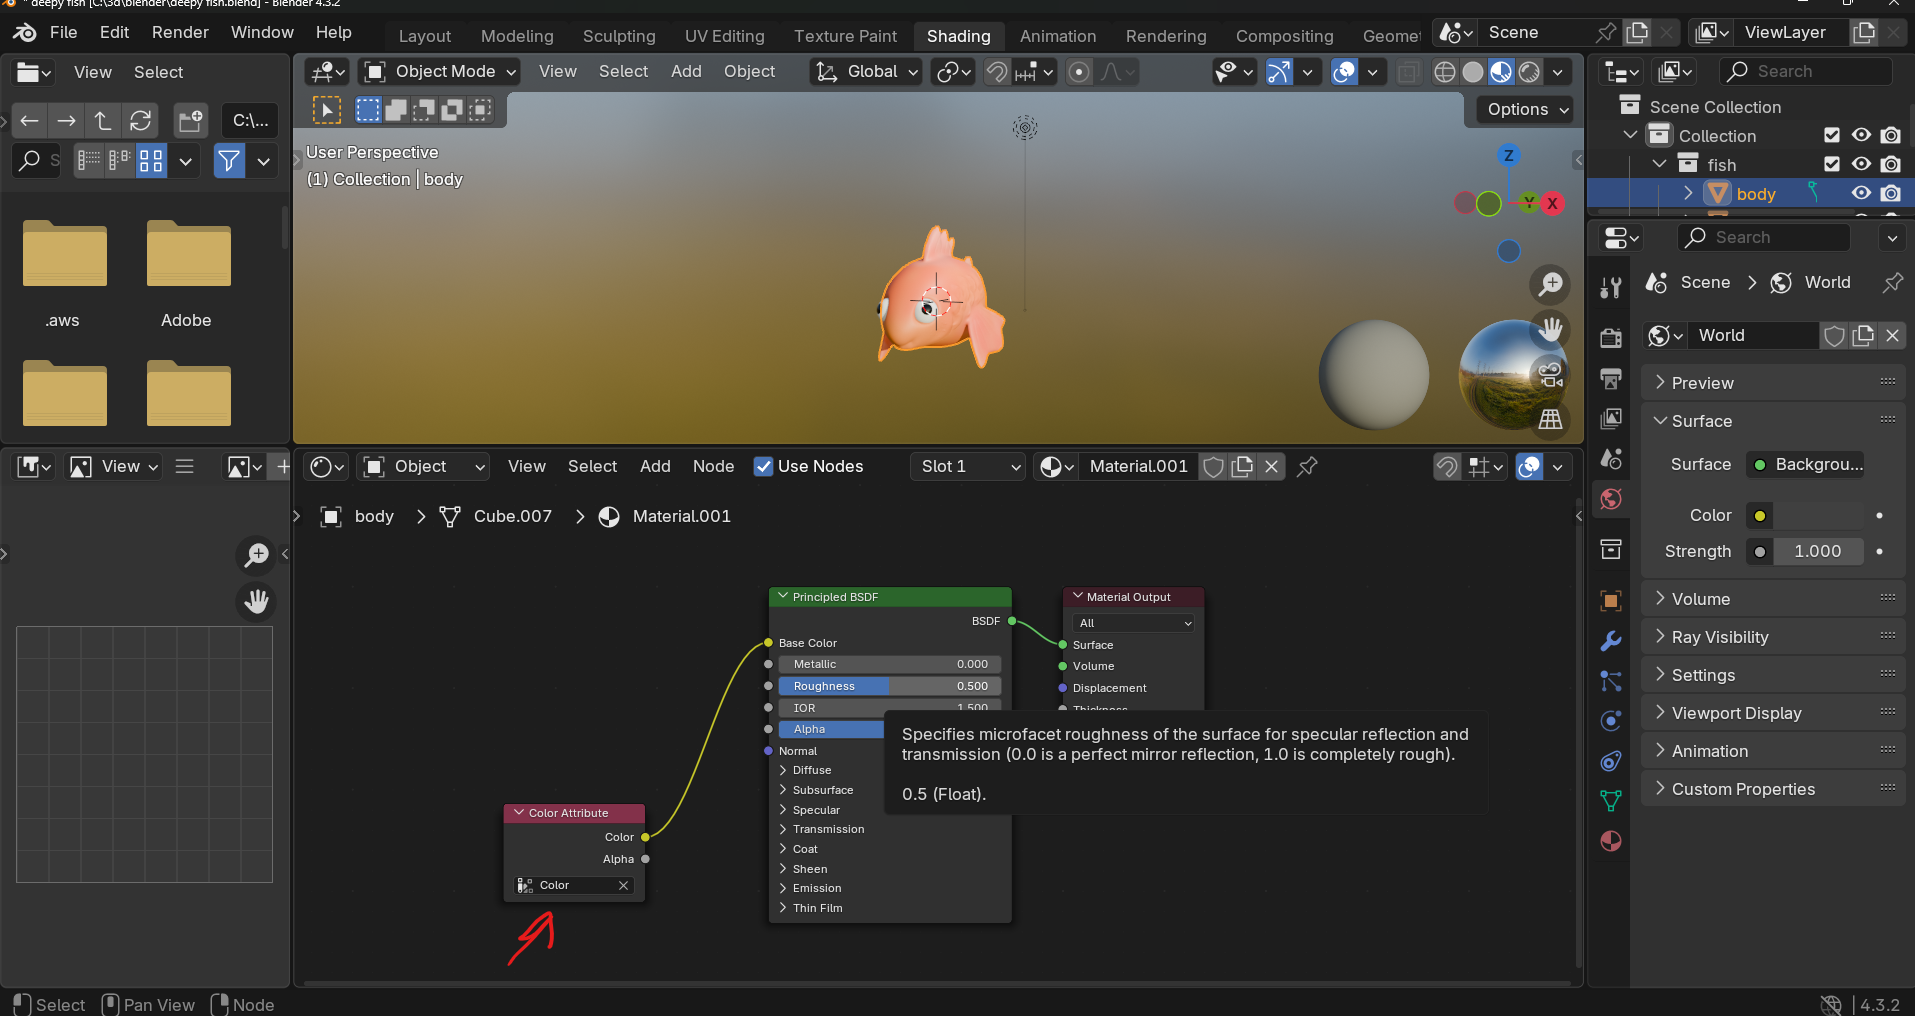 * deepy fish [C:\3d\blender\deepy fish.blend] - Blender 4.3.2
File Edit Render Window Help Layout Modeling Sculpting UV Editing Texture Paint Shading Animation Rendering Compositing Geomet Scene ViewLayer
View Select
Object Mode View Select Add Object Global
Search
C:\...
Options
Scene Collection
Collection
S
User Perspective
(1) Collection | body
Z
fish
body
Y X
Search
.aws Adobe
Scene World
World
Preview
Surface
Surface Backgrou...
Color
Strength 1.000
Volume
Ray Visibility
Settings
Viewport Display
Animation
Custom Properties
View
Object View Select Add Node Use Nodes Slot 1 Material.001
body Cube.007 Material.001
Principled BSDF
BSDF
Base Color
Metallic 0.000
Roughness 0.500
IOR 1.500
Alpha
Normal
Diffuse
Subsurface
Specular
Transmission
Coat
Sheen
Emission
Thin Film
Material Output
All
Surface
Volume
Displacement
Thickness
Specifies microfacet roughness of the surface for specular reflection and
transmission (0.0 is a perfect mirror reflection, 1.0 is completely rough).
0.5 (Float).
Color Attribute
Color
Alpha
Color
Select Pan View Node 4.3.2